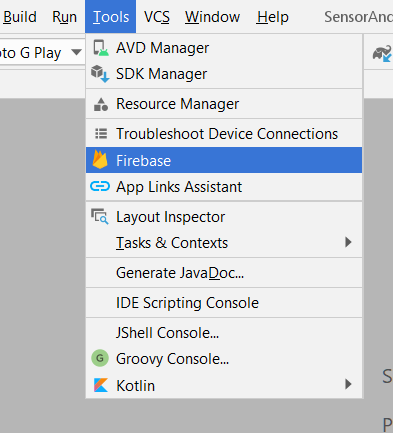 Build Run Tools VCS Window Help SensorAnd
oto G Play
AVD Manager
SDK Manager
Resource Manager
Troubleshoot Device Connections
Firebase
App Links Assistant
Layout Inspector
Tasks & Contexts
Generate JavaDoc...
IDE Scripting Console
JShell Console...
G Groovy Console...
Kotlin
S
P